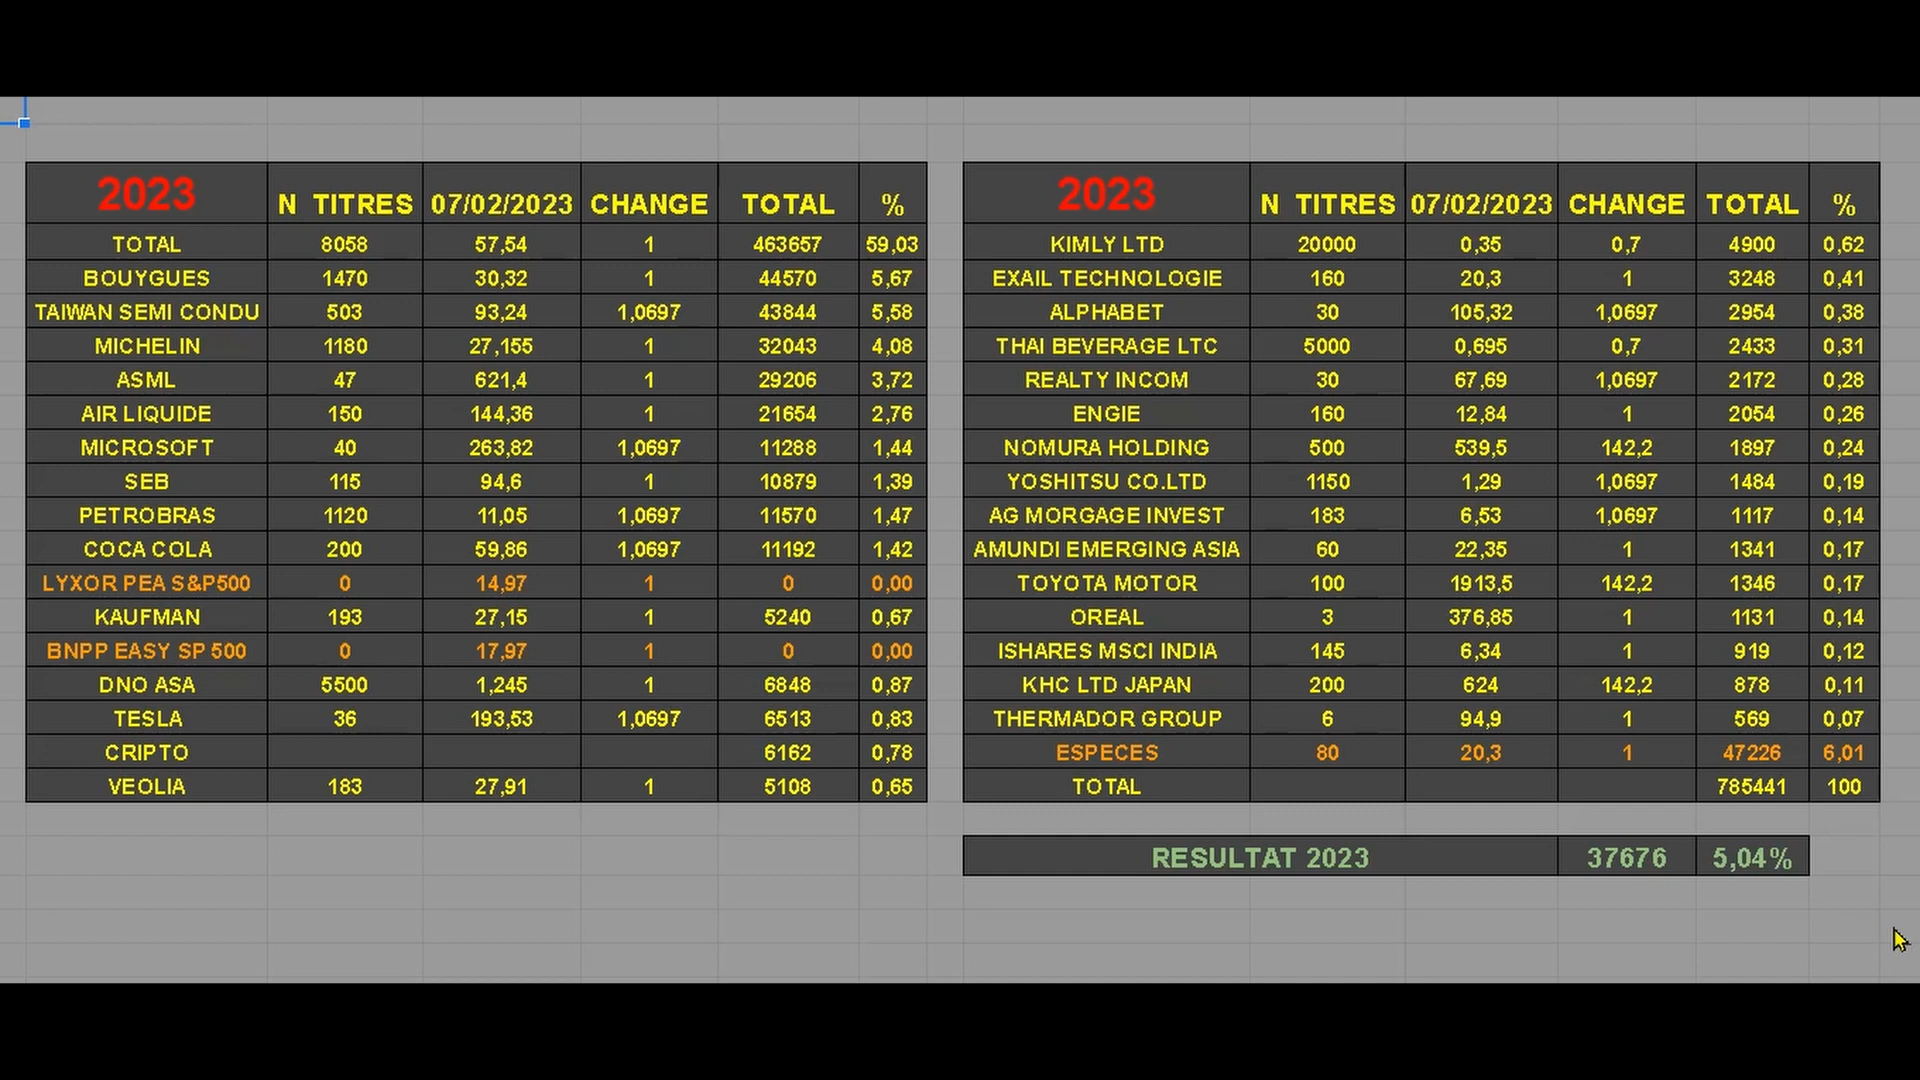 2023 N TITRES 07/02/2023 CHANGE TOTAL %
TOTAL 8058 57,54 1 463657 59,03
BOUYGUES 1470 30,32 1 44570 5,67
TAIWAN SEMI CONDU 503 93,24 1,0697 43844 5,58
MICHELIN 1180 27,155 1 32043 4,08
ASML 47 621,4 1 29206 3,72
AIR LIQUIDE 150 144,36 1 21654 2,76
MICROSOFT 40 263,82 1,0697 11288 1,44
SEB 115 94,6 1 10879 1,39
PETROBRAS 1120 11,05 1,0697 11570 1,47
COCA COLA 200 59,86 1,0697 11192 1,42
LYXOR PEA S&P500 0 14,97 1 0 0,00
KAUFMAN 193 27,15 1 5240 0,67
BNPP EASY SP 500 0 17,97 1 0 0,00
DNO ASA 5500 1,245 1 6848 0,87
TESLA 36 193,53 1,0697 6513 0,83
CRIPTO 6162 0,78
VEOLIA 183 27,91 1 5108 0,65
2023 N TITRES 07/02/2023 CHANGE TOTAL %
KIMLY LTD 20000 0,35 0,7 4900 0,62
EXAIL TECHNOLOGIE 160 20,3 1 3248 0,41
ALPHABET 30 105,32 1,0697 2954 0,38
THAI BEVERAGE LTC 5000 0,695 0,7 2433 0,31
REALTY INCOM 30 67,69 1,0697 2172 0,28
ENGIE 160 12,84 1 2054 0,26
NOMURA HOLDING 500 539,5 142,2 1897 0,24
YOSHITSU CO.LTD 1150 1,29 1,0697 1484 0,19
AG MORGAGE INVEST 183 6,53 1,0697 1117 0,14
AMUNDI EMERGING ASIA 60 22,35 1 1341 0,17
TOYOTA MOTOR 100 1913,5 142,2 1346 0,17
OREAL 3 376,85 1 1131 0,14
ISHARES MSCI INDIA 145 6,34 1 919 0,12
KHC LTD JAPAN 200 624 142,2 878 0,11
THERMADOR GROUP 6 94,9 1 569 0,07
ESPECES 80 20,3 1 47226 6,01
TOTAL 785441 100
RESULTAT 2023 37676 5,04%